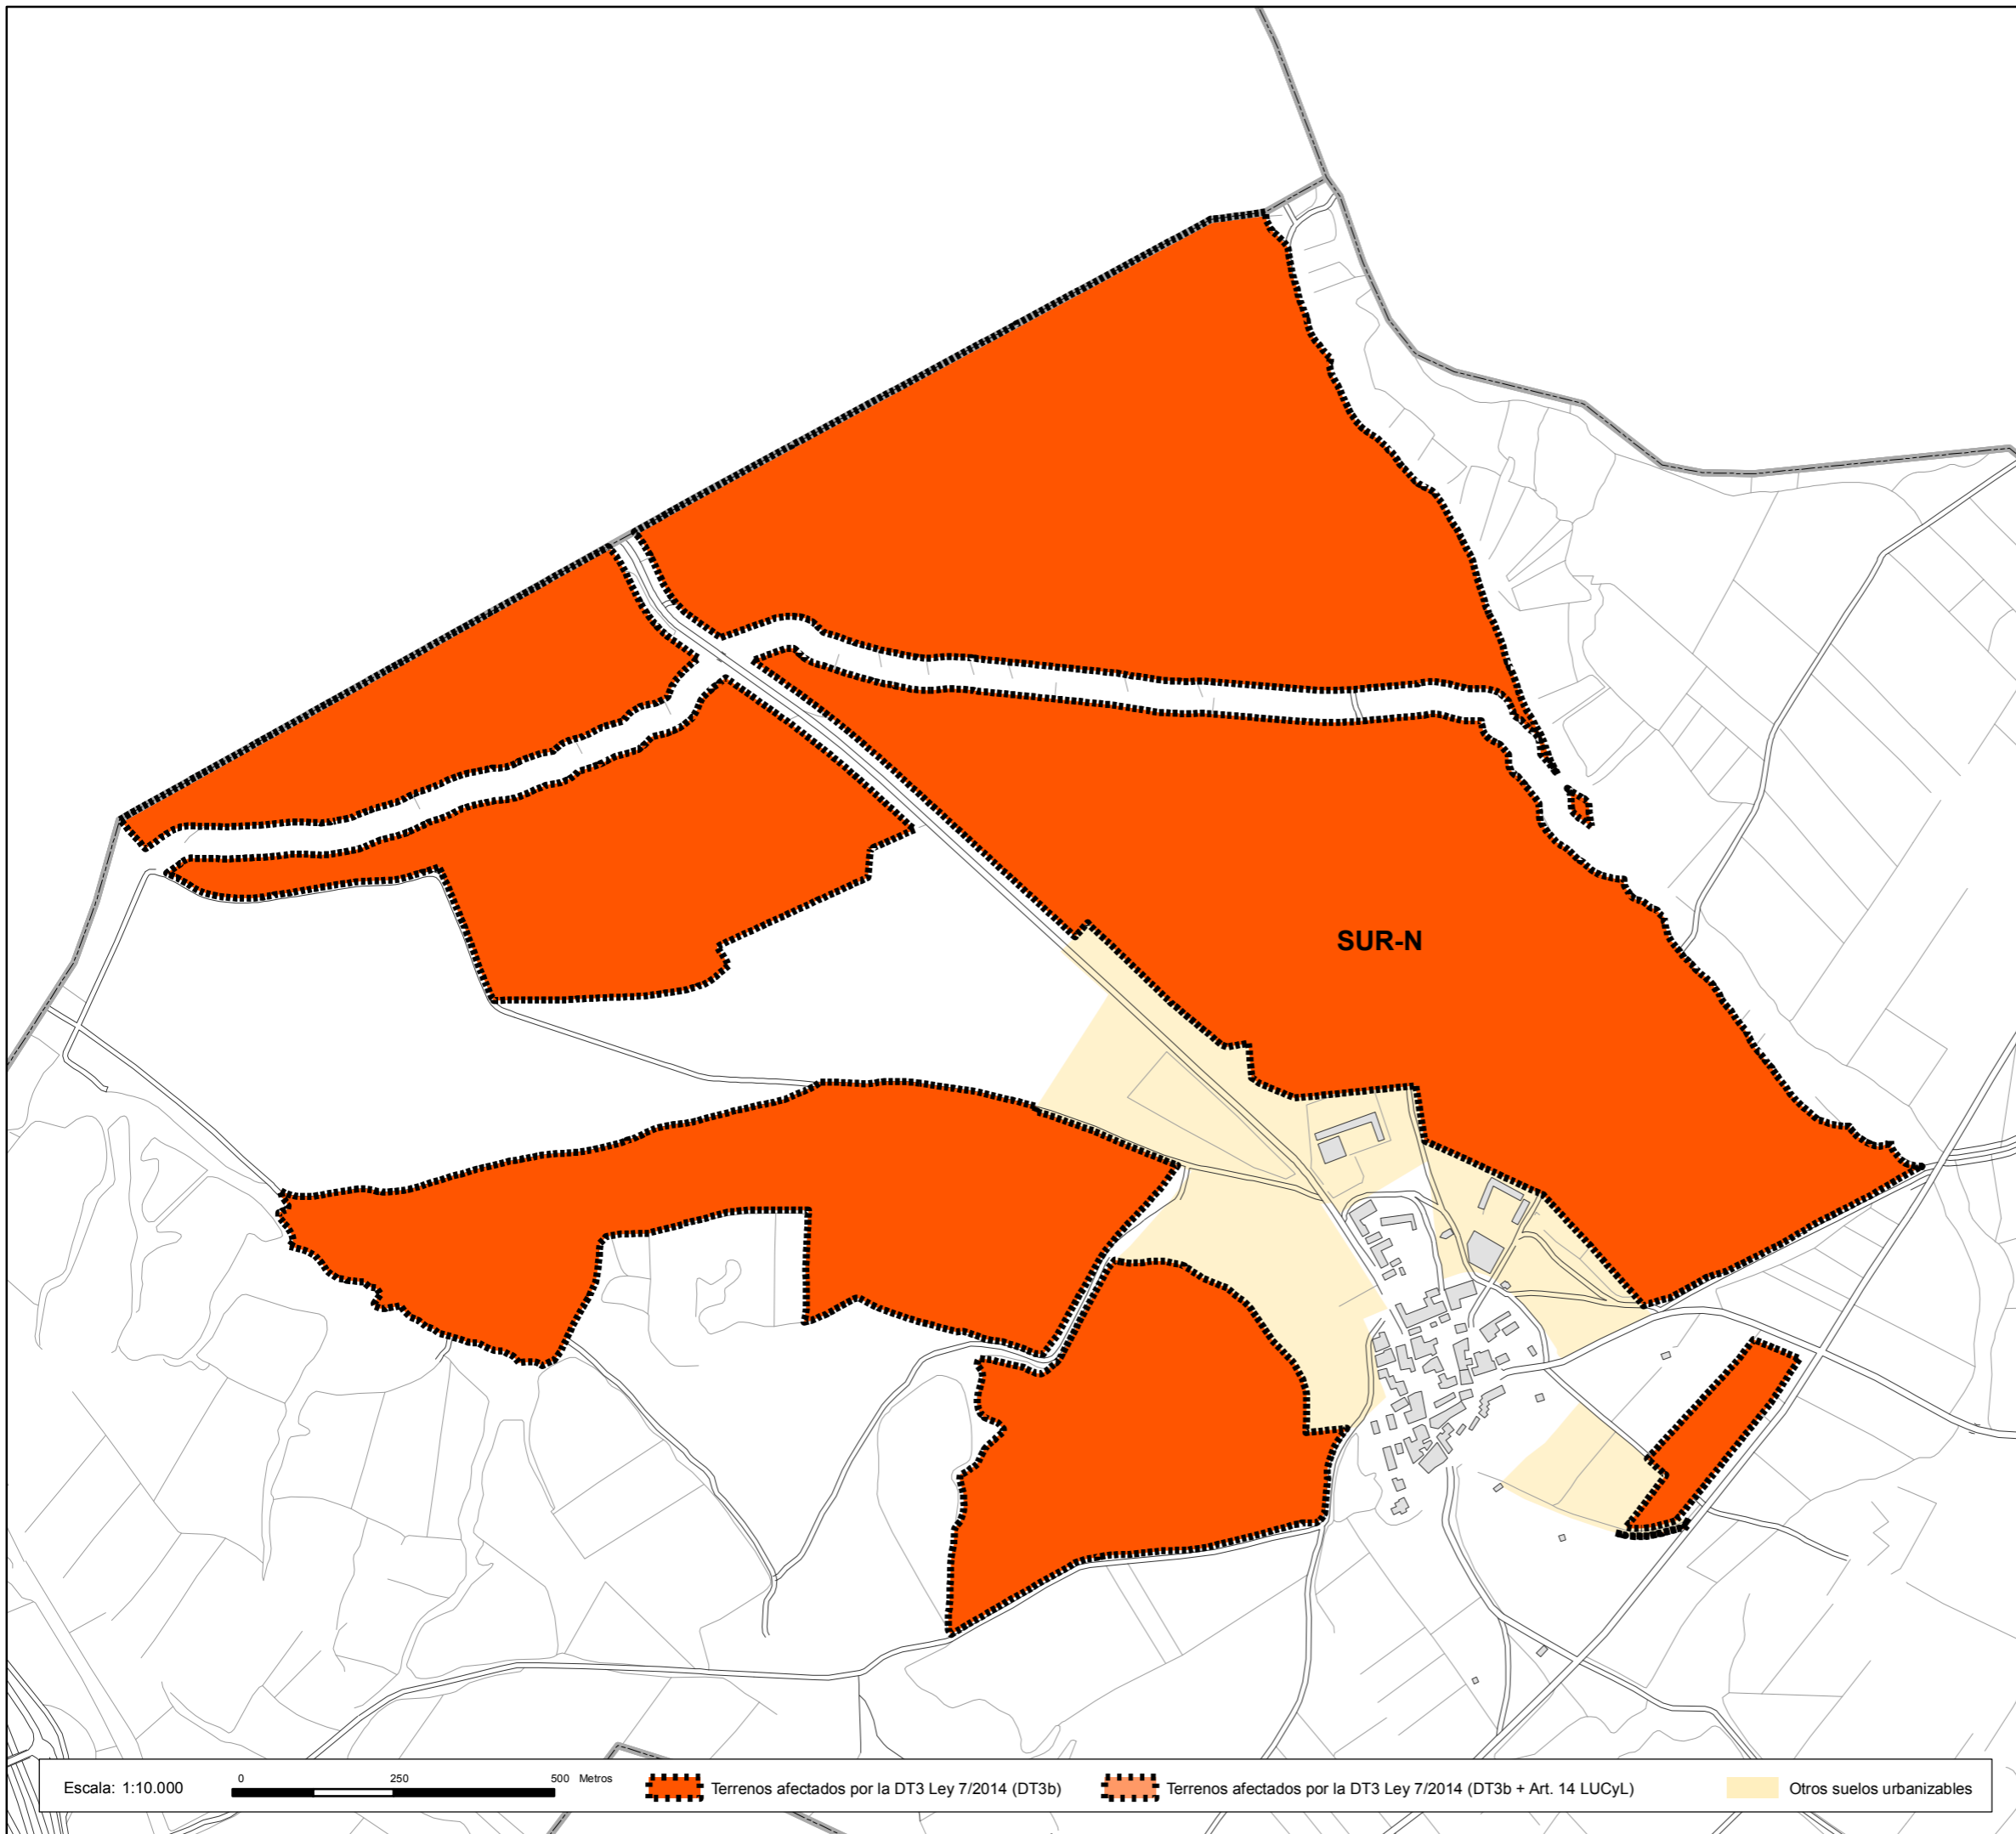 SUR-N
Escala: 1:10.000
0 250 500 Metros
Terrenos afectados por la DT3 Ley 7/2014 (DT3b)
Terrenos afectados por la DT3 Ley 7/2014 (DT3b + Art. 14 LUCyL)
Otros suelos urbanizables